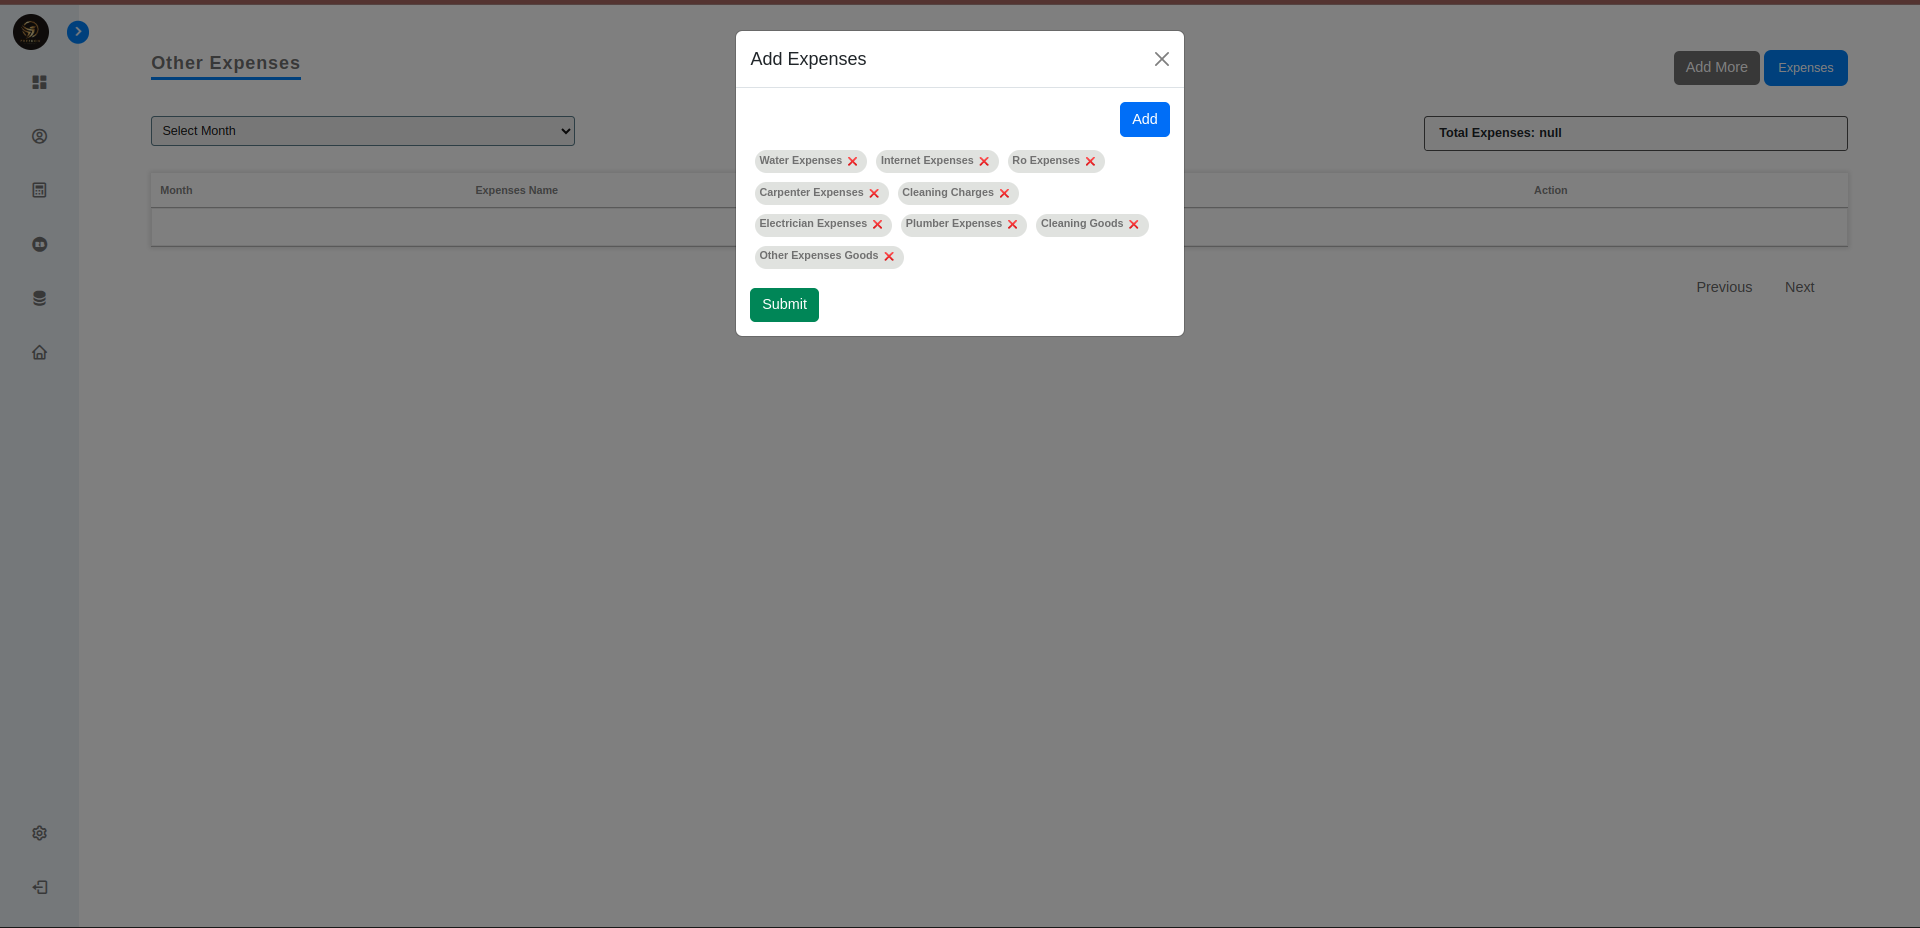 Add Expenses
Other Expenses
Add More
Expenses
Add
Select Month
Total Expenses: null
Water Expenses
Internet Expenses
Ro Expenses
Month
Expenses Name
Action
Carpenter Expenses
Cleaning Charges
Electrician Expenses
Plumber Expenses
Cleaning Goods
Other Expenses Goods
Previous
Next
Submit